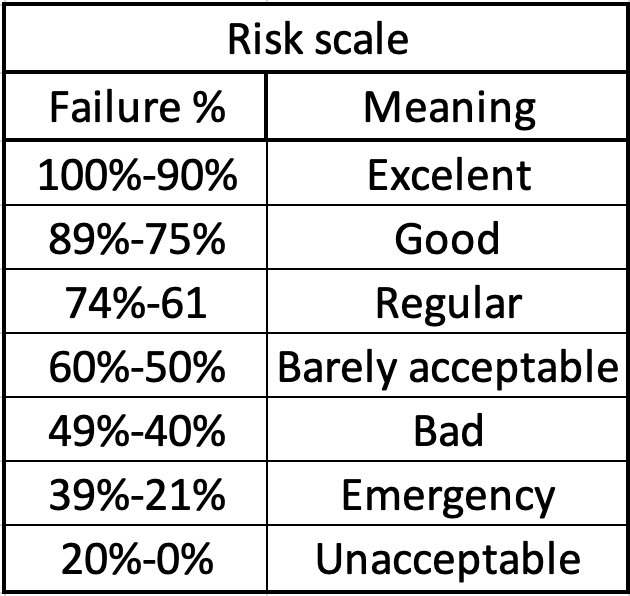 Risk scale
Failure % Meaning
100%-90% Excelent
89%-75% Good
74%-61 Regular
60%-50% Barely acceptable
49%-40% Bad
39%-21% Emergency
20%-0% Unacceptable